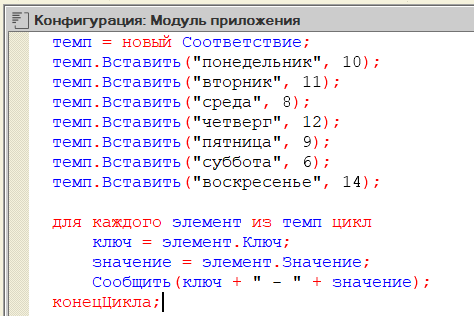 Конфигурация: Модуль приложения
темп = новый Соответствие;
темп.Вставить("понедельник", 10);
темп.Вставить("вторник", 11);
темп.Вставить("среда", 8);
темп.Вставить("четверг", 12);
темп.Вставить("пятница", 9);
темп.Вставить("суббота", 6);
темп.Вставить("воскресенье", 14);
для каждого элемент из темп цикл
ключ = элемент.Ключ;
значение = элемент.Значение;
Сообщить(ключ + " - " + значение);
конецЦикла;